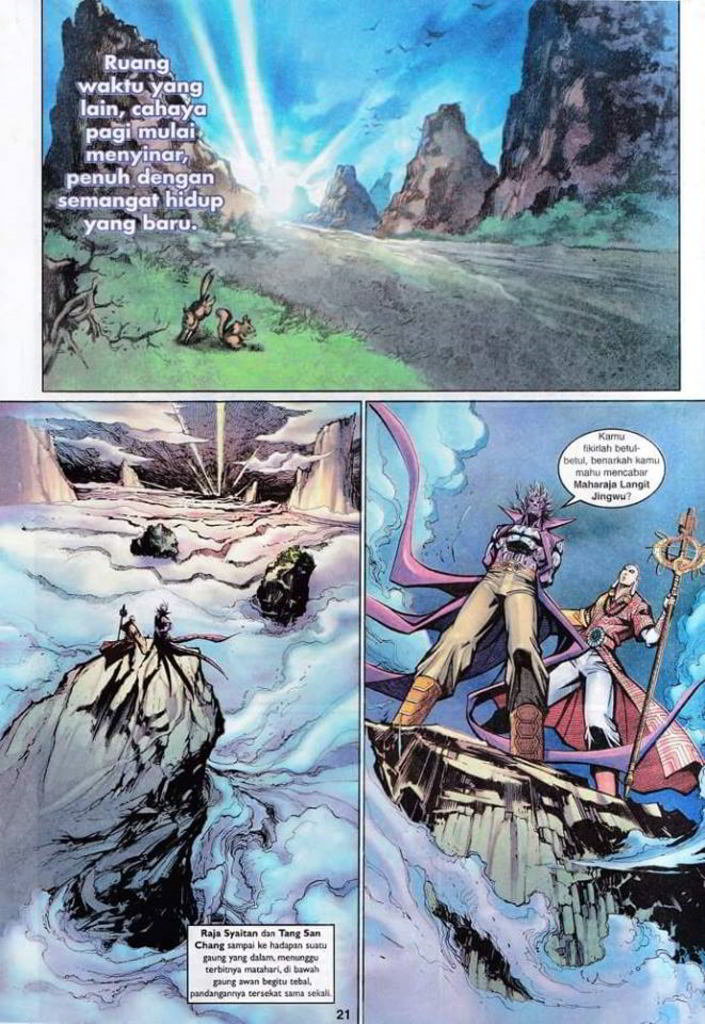 Ruang
waktu yang
lain, cahaya
pagi mulai
menyinar,
penuh dengan
semangat hidup
yang baru.
Kamu
fikirlah betul-
betul, benarkah kamu
mahu mencabar
Maharaja Langit
Jingwu?
Raja Syaitan dan Tang San
Chang sampai ke hadapan suatu
gaung yang dalam, menunggu
terbitnya matahari, di bawah
gaung awan begitu tebal,
pandangannya tersekat sama sekali.
21